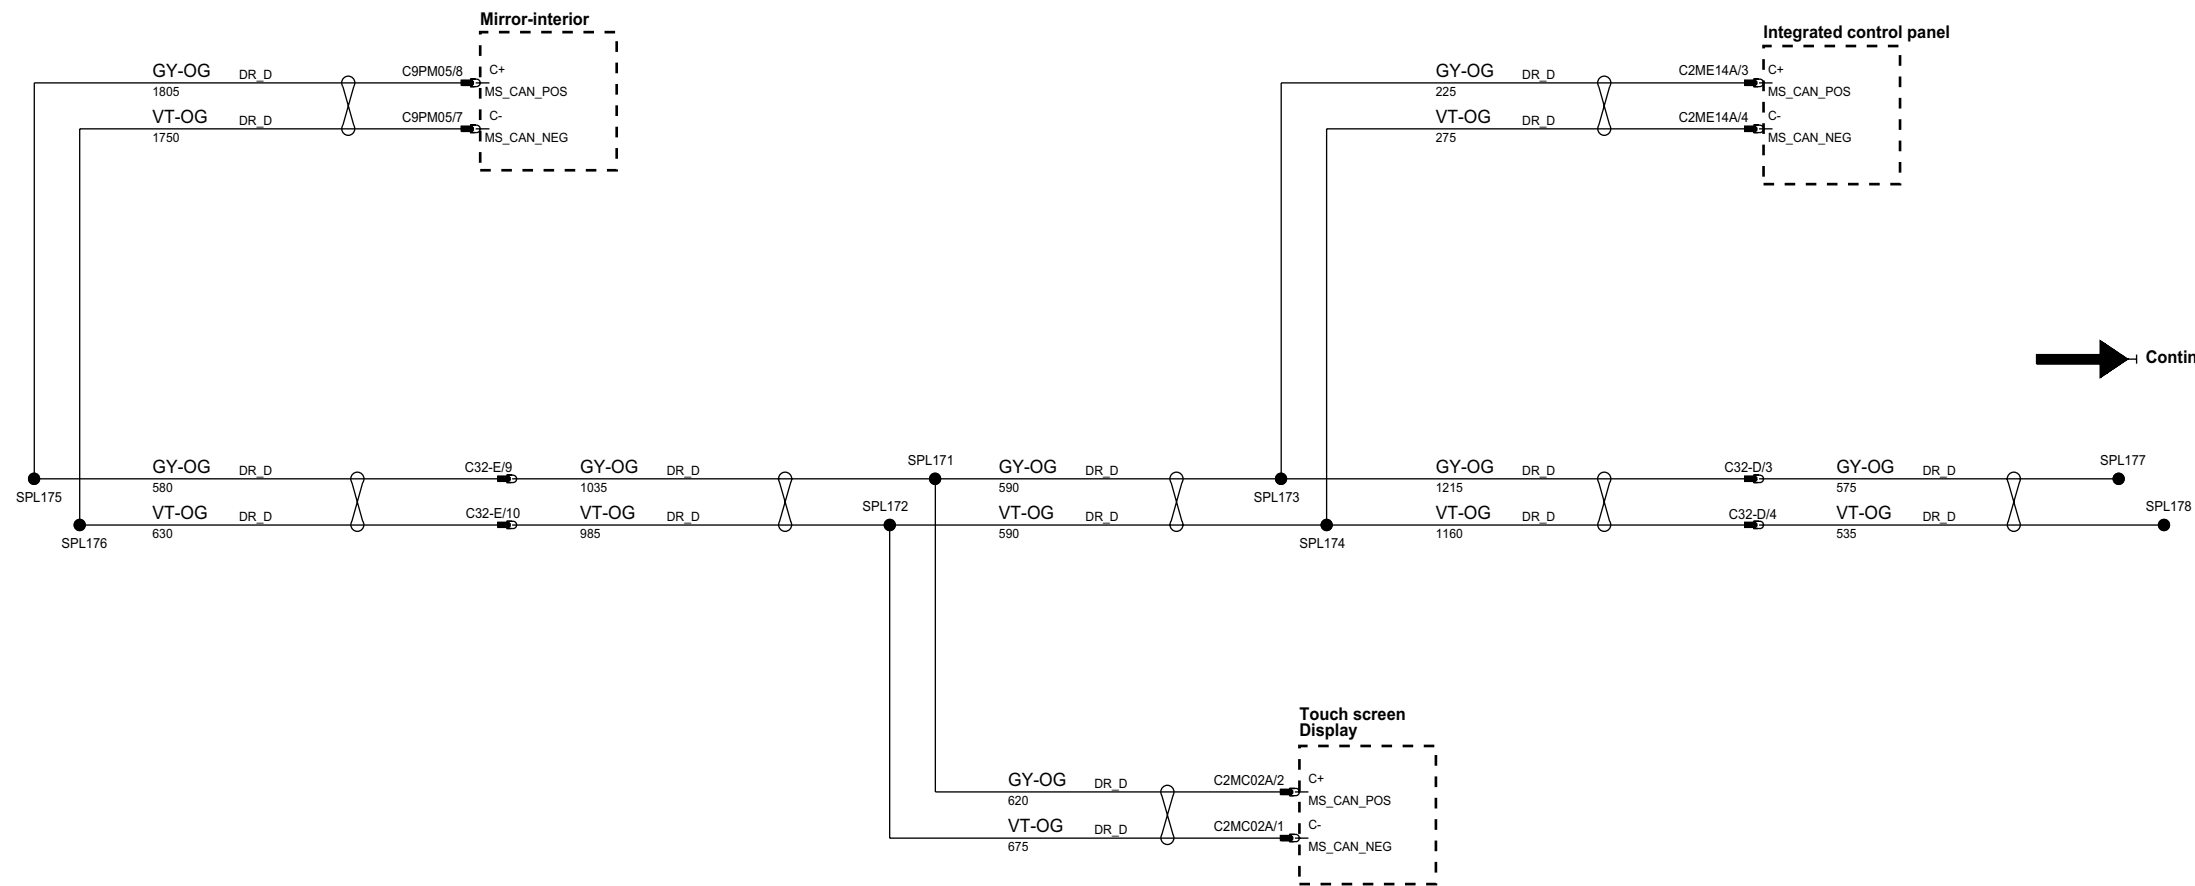 Mirror-interior
GY-OG DR_D C9PM05/8 C+
1805 MS_CAN_POS
VT-OG DR_D C9PM05/7 C-
1750 MS_CAN_NEG
Integrated control panel
GY-OG DR_D C2ME14A/3 C+
225 MS_CAN_POS
VT-OG DR_D C2ME14A/4 C-
275 MS_CAN_NEG
Contin
SPL171
SPL177
GY-OG DR_D C32-E/9 GY-OG DR_D GY-OG DR_D GY-OG DR_D C32-D/3 GY-OG DR_D
SPL175 580 1035 590 SPL173 1215 575
SPL172
SPL178
VT-OG DR_D C32-E/10 VT-OG DR_D VT-OG DR_D VT-OG DR_D C32-D/4 VT-OG DR_D
SPL176 630 985 590 SPL174 1160 535
Touch screen
Display
GY-OG DR_D C2MC02A/2 C+
620 MS_CAN_POS
VT-OG DR_D C2MC02A/1 C-
675 MS_CAN_NEG